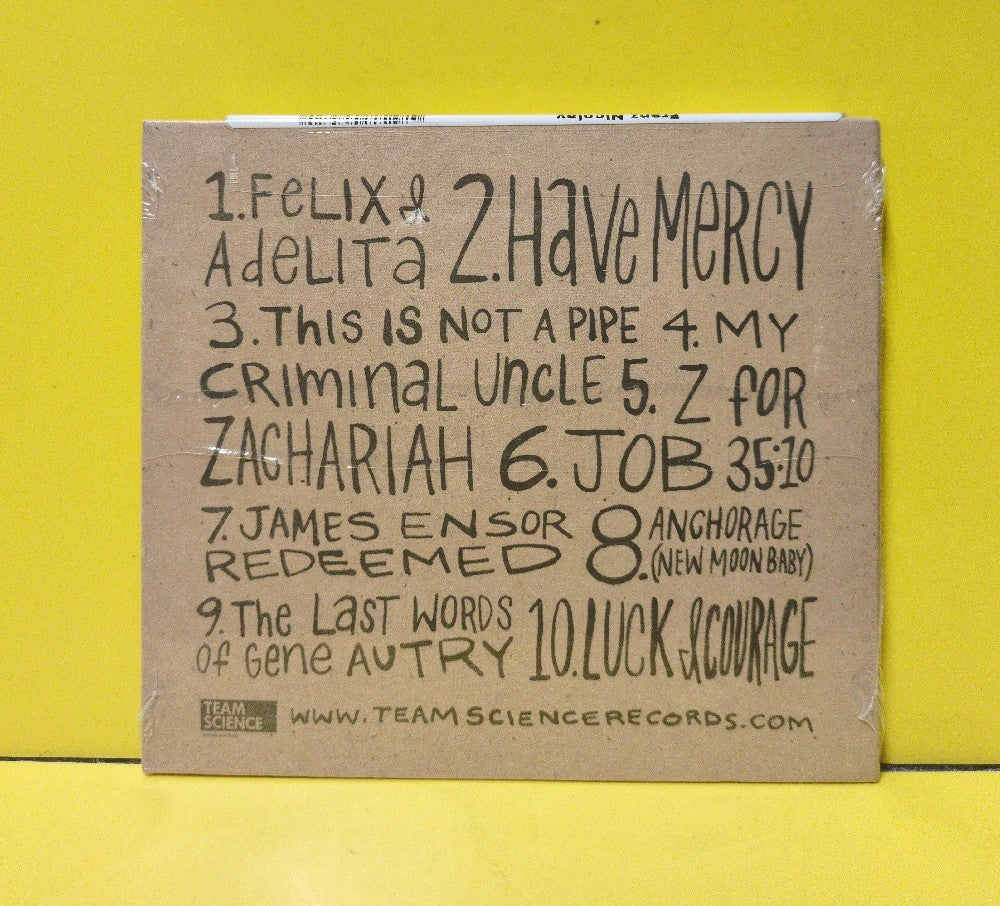 Franz Nicolay
1. FeLIX &
AdeLITa 2. HaVe MeRCY
3. ThIS IS NOT A PIPE 4. MY
CRImInaL UncLE 5. Z fOR
ZACHARIAH 6. JOB 35:10
7. JAMES ENSOR 8. ANCHORAGE
REDEEMED (NEW MOON BABY)
9. The LaST WORDS 10. LUCK & COURAGE
Of Gene AUTRY
TEAM
SCIENCE WWW.TEAMSCIENCERECORDS.COM